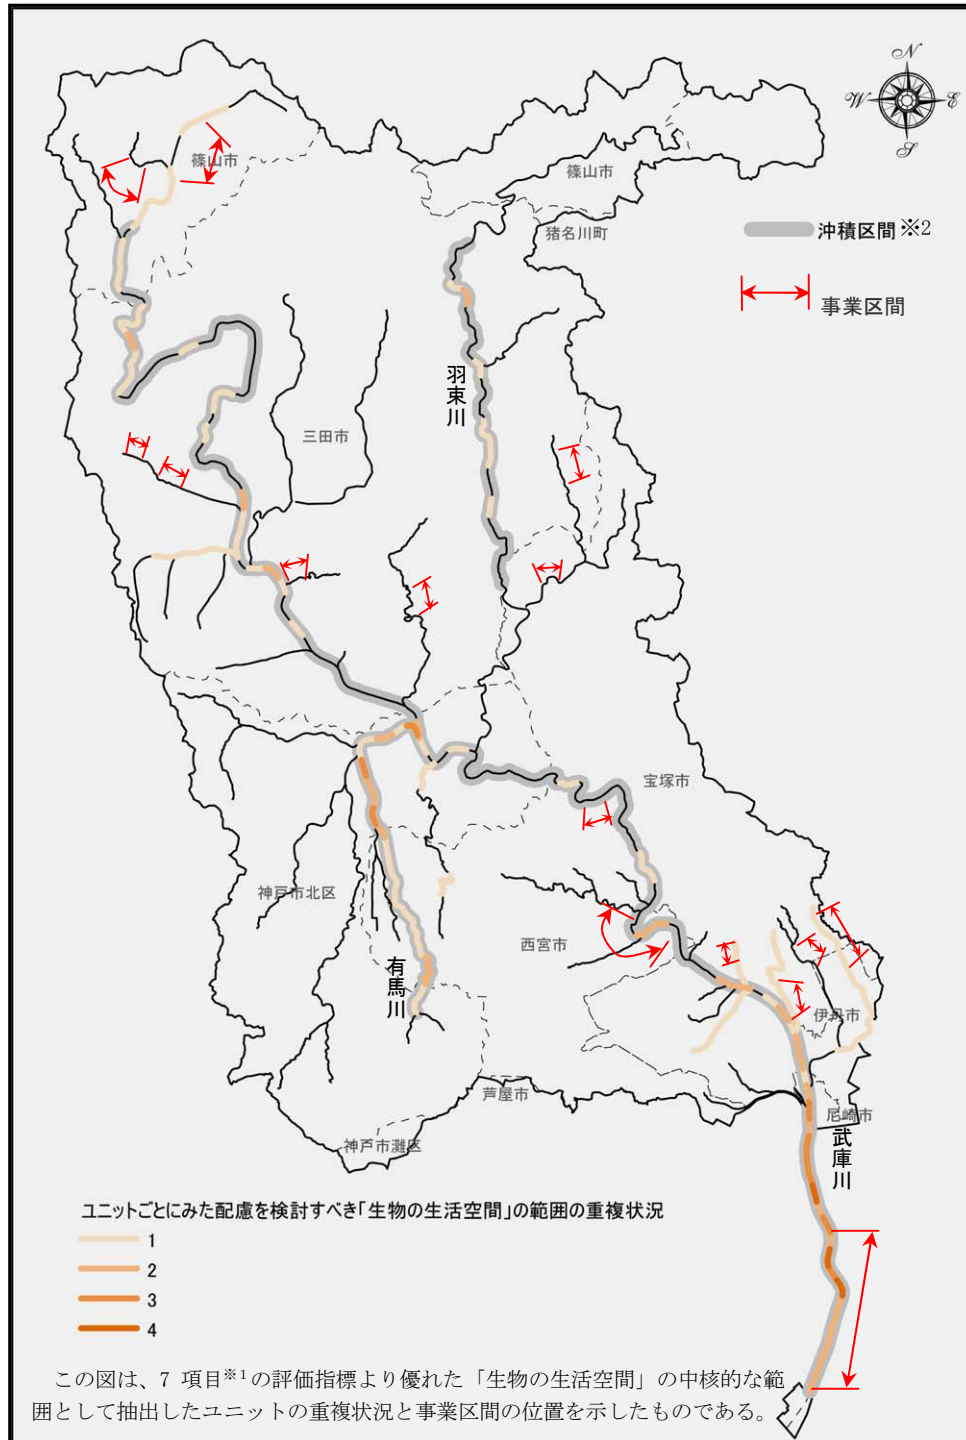 N
W
E
S
篠山市
篠山市
猪名川町
沖積区間※2
事業区間
羽束川
三田市
宝塚市
神戸市北区
西宮市
有馬川
伊丹市
芦屋市
尼崎市
神戸市灘区
武庫川
ユニットごとにみた配慮を検討すべき｢生物の生活空間｣の範囲の重複状況
1
2
3
4
この図は、7 項目※1の評価指標より優れた「生物の生活空間」の中核的な範
囲として抽出したユニットの重複状況と事業区間の位置を示したものである。